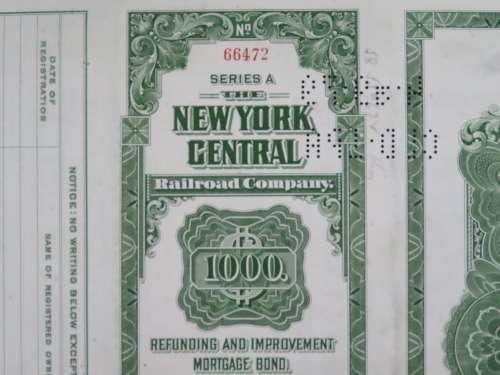 DATE OF
REGISTRATION
NOTICE: NO WRITING BELOW EXCEPT
NAME OF REGISTERED OWN
No
66472
SERIES A
THE
NEW YORK
CENTRAL
Railroad Company.
1000.
REFUNDING AND IMPROVEMENT
MORTGAGE BOND